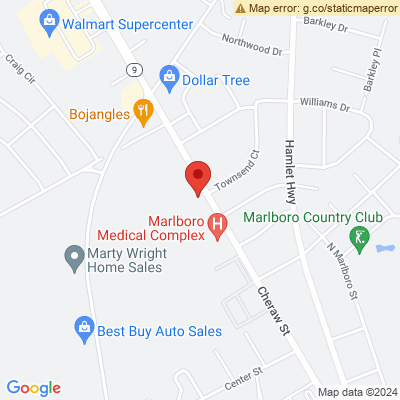 Map error: g.co/staticmaperror
Walmart Supercenter
Barkley Dr
Northwood Dr
Barkley Pl
Craig Cir
9
Dollar Tree
Williams Dr
Bojangles
Hamlet Hwy
Townsend Ct
Marlboro
Medical Complex
H
Marlboro Country Club
N Marlboro St
Marty Wright
Home Sales
Cheraw St
Best Buy Auto Sales
Center St
Google
Map data ©2024